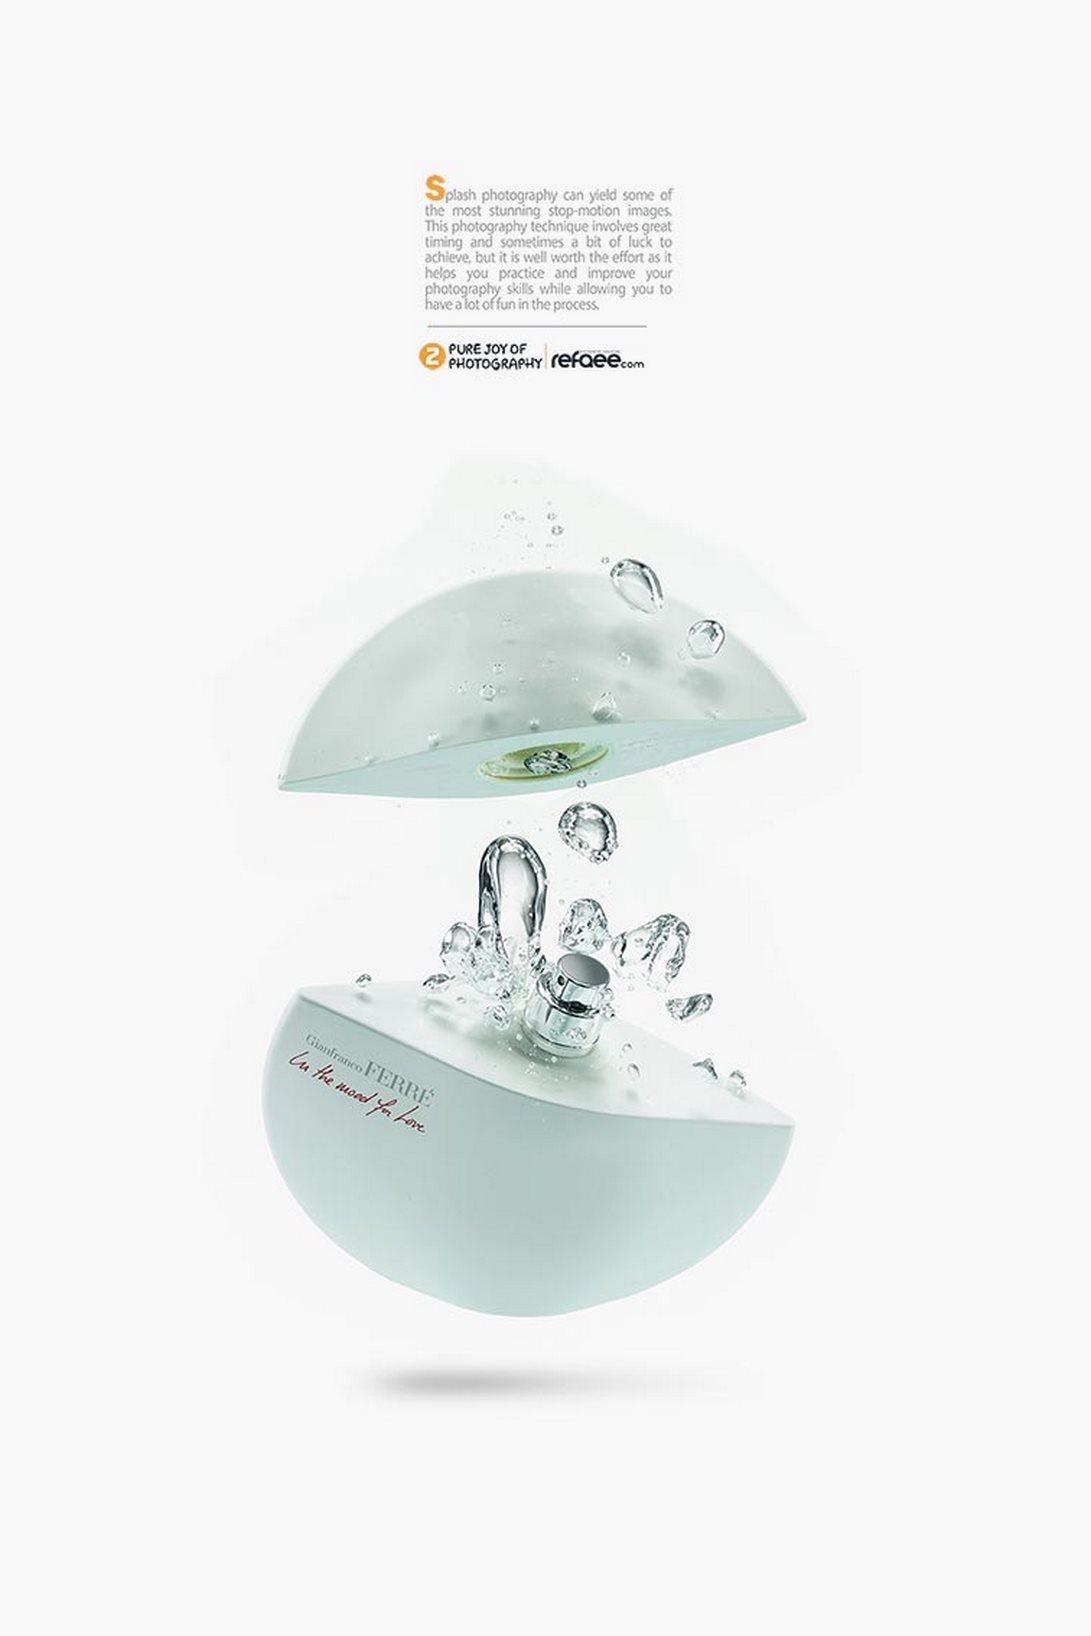 Splash photography can yield some of
the most stunning stop-motion images.
This photography technique involves great
timing and sometimes a bit of luck to
achieve, but it is well worth the effort as it
helps you practice and improve your
photography skills while allowing you to
have a lot of fun in the process.
2 PURE JOY OF
PHOTOGRAPHY
refaee.com
Gianfranco FERRÉ
In the mood for Love